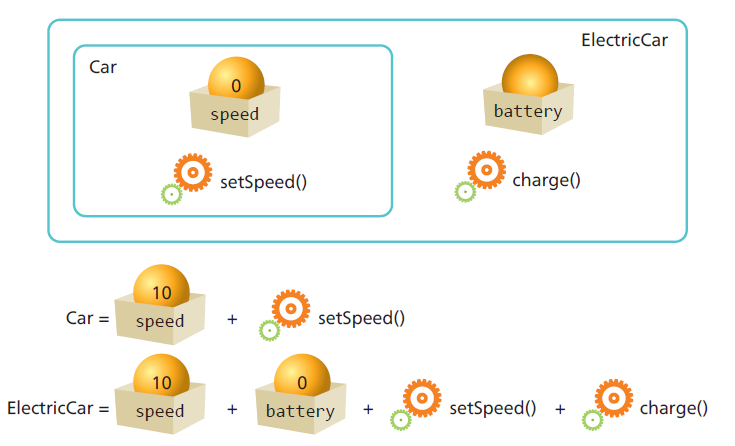 ElectricCar
Car
0
speed
battery
setSpeed()
charge()
10
Car = speed + setSpeed()
10 0
ElectricCar = speed + battery + setSpeed() + charge()